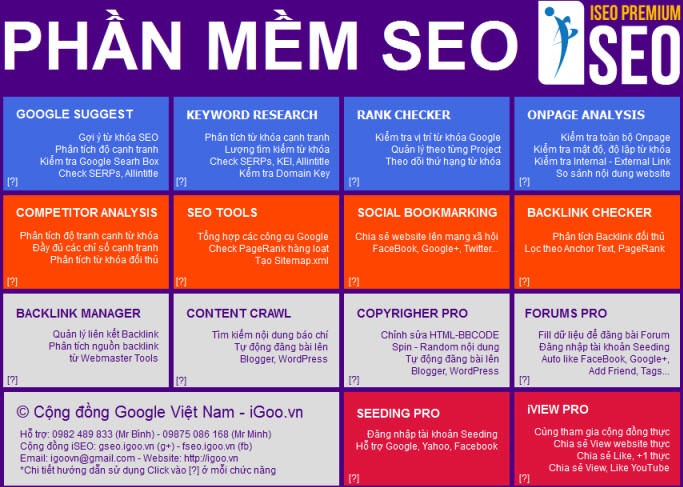 PHẦN MỀM SEO
ISEO PREMIUM
iSEO
GOOGLE SUGGEST
Gợi ý từ khóa SEO
Phân tích độ cạnh tranh
Kiểm tra Google Searh Box
Check SERPs, Allintitle
[?]
KEYWORD RESEARCH
Phân tích từ khóa cạnh tranh
Lượng tìm kiếm từ khóa
Check SERPs, KEI, Allintitle
Kểm tra Domain Key
[?]
RANK CHECKER
Kiểm tra vị trí từ khóa Google
Quản lý theo từng Project
Theo dõi thứ hạng từ khóa
[?]
ONPAGE ANALYSIS
Kiểm tra toàn bộ Onpage
Kiểm tra mật độ, độ lặp từ khóa
Kiểm tra Internal - External Link
So sánh nội dung website
[?]
COMPETITOR ANALYSIS
Phân tích độ tranh canh từ khóa
Đầy đủ các chỉ số cạnh tranh
Phân tích từ khóa đối thủ
[?]
SEO TOOLS
Tổng hợp các công cụ Google
Check PageRank hàng loạt
Tạo Sitemap.xml
[?]
SOCIAL BOOKMARKING
Chia sẻ website lên mạng xã hội
FaceBook, Google+, Twitter...
[?]
BACKLINK CHECKER
Phân tích Backlink đối thủ
Lọc theo Anchor Text, PageRank
[?]
BACKLINK MANAGER
Quản lý liên kết Backlink
Phân tích nguồn backlink
từ Webmaster Tools
[?]
CONTENT CRAWL
Tìm kiếm nội dung báo chí
Tự động đăng bài lên
Blogger, WordPress
[?]
COPYRIGHER PRO
Chỉnh sửa HTML-BBCODE
Spin - Random nội dung
Tự động đăng bài lên
Blogger, WordPress
[?]
FORUMS PRO
Fill dữ liệu để đăng bài Forum
Đăng nhập tài khoản Seeding
Auto like FaceBook, Google+,
Add Friend, Tags...
[?]
© Cộng đồng Google Việt Nam - iGoo.vn
Hỗ trợ: 0982 489 833 (Mr Bình) - 09875 086 168 (Mr Minh)
Cộng đồng iSEO: gseo.igoo.vn (g+) - fseo.igoo.vn (fb)
Email: igoovn@gmail.com - Website: http://igoo.vn
*Chi tiết hướng dẫn sử dụng Click vào [?] ở mỗi chức năng
SEEDING PRO
Đăng nhập tài khoản Seeding
Hỗ trợ Google, Yahoo, Facebook
[?]
iVIEW PRO
Cùng tham gia cộng đồng thực
Chia sẻ View website thực
Chia sẻ Like, +1 thực
Chia sẻ View, Like YouTube
[?]